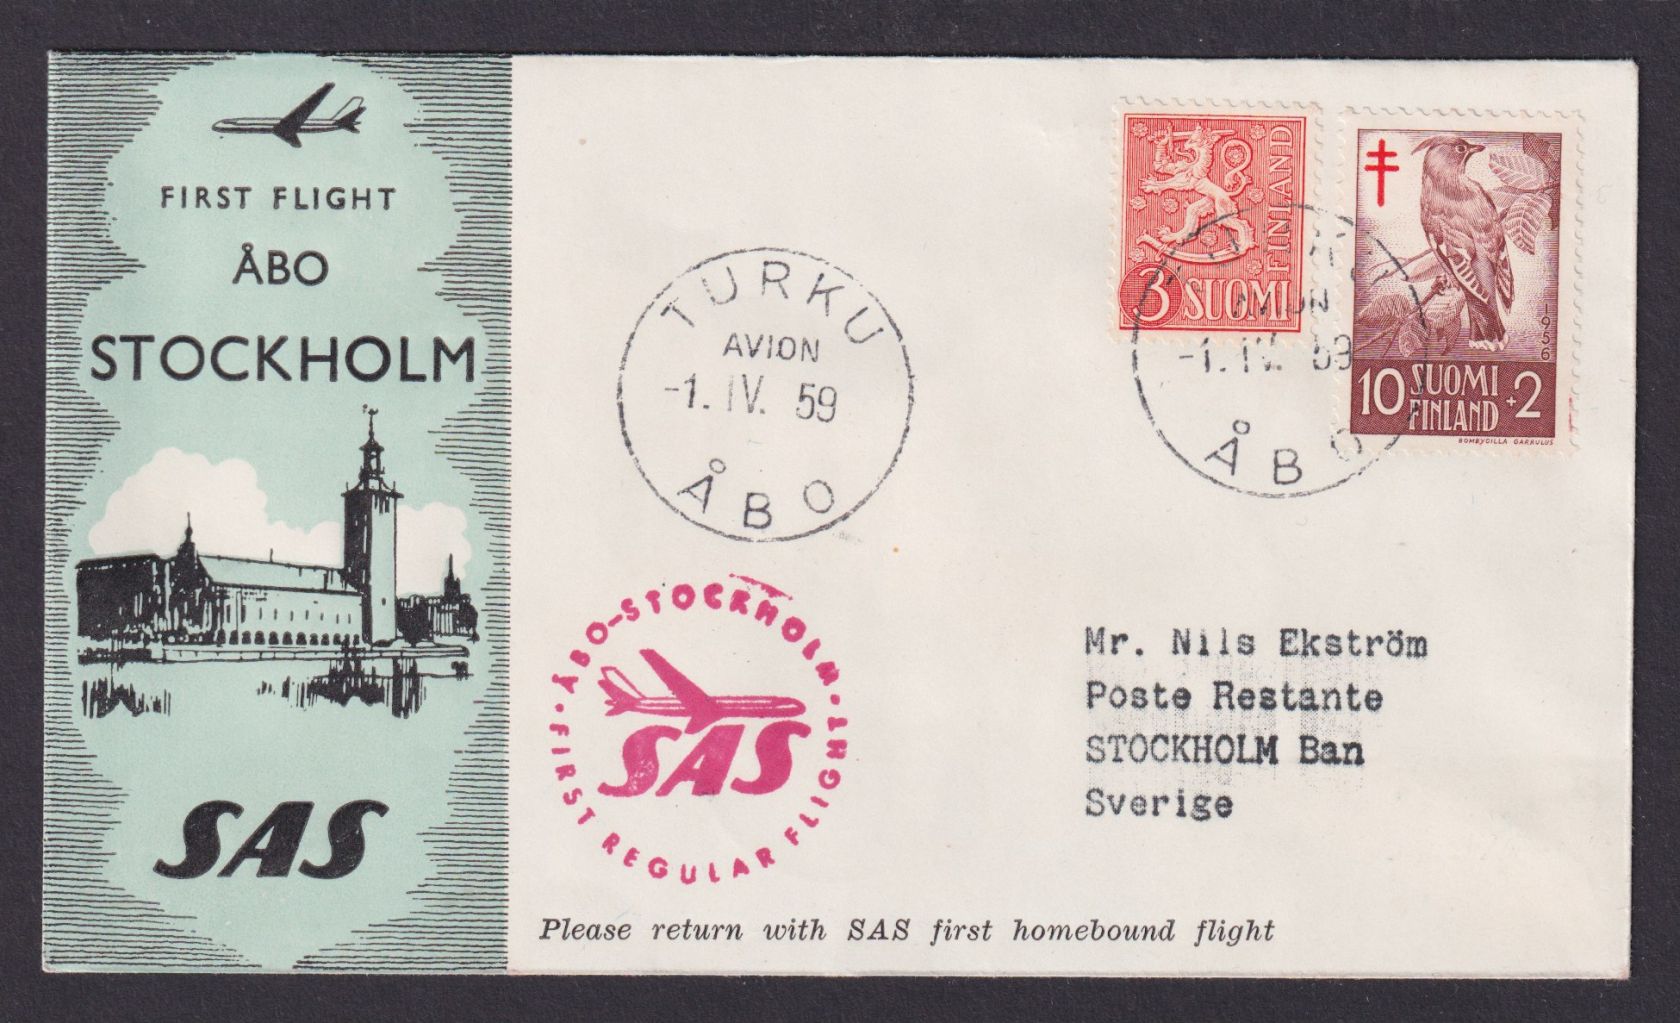 FIRST FLIGHT
ÅBO
STOCKHOLM
SAS
TURKU
AVION
-1. IV. 59
ÅBO
ÅBO-STOCKHOLM · FIRST REGULAR FLIGHT ·
SAS
FINLAND
3 SUOMI
1956
10 SUOMI FINLAND +2
BOMBYCILLA GARRULUS
AVION
-1. IV. 59
ÅBO
Mr. Nils Ekström
Poste Restante
STOCKHOLM Ban
Sverige
Please return with SAS first homebound flight